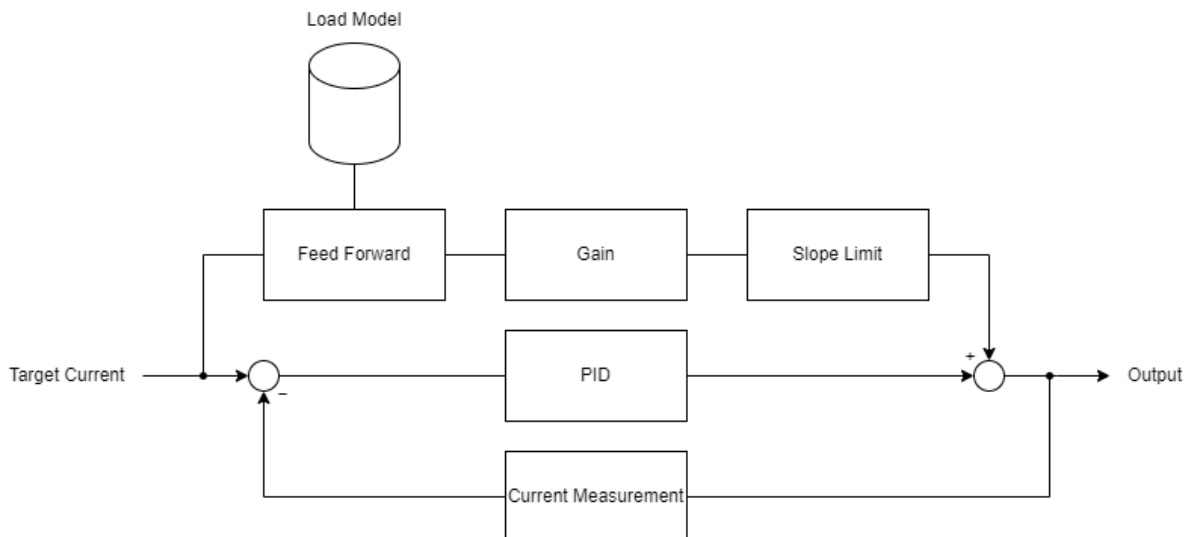 Load Model
Feed Forward
Gain
Slope Limit
+
Target Current
−
PID
Output
Current Measurement